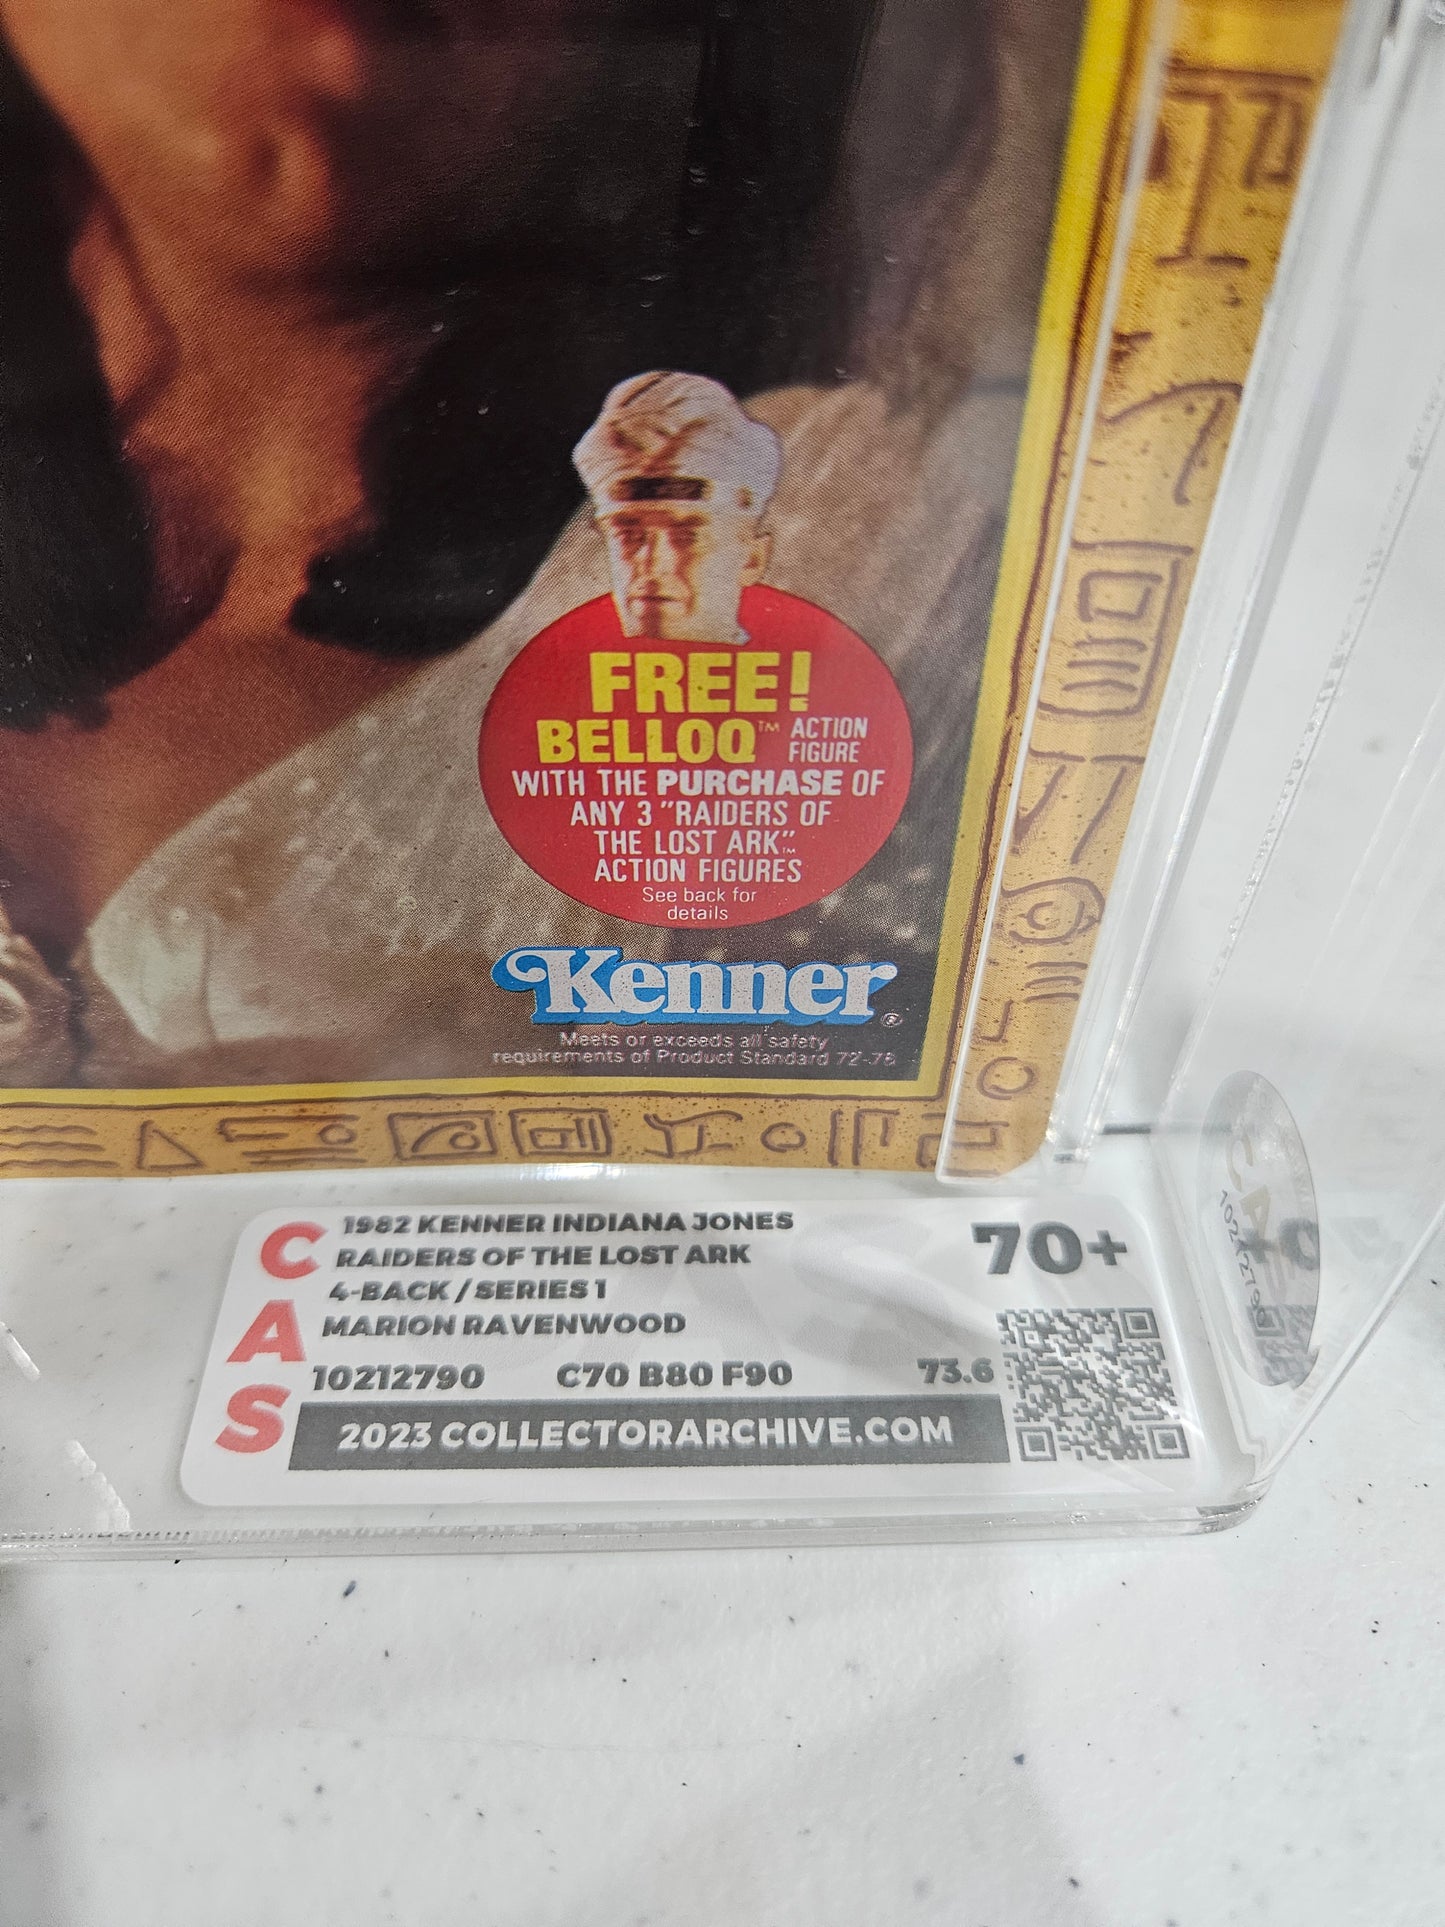 FREE!
BELLOQ™ ACTION FIGURE
WITH THE PURCHASE OF
ANY 3 "RAIDERS OF
THE LOST ARK"™
ACTION FIGURES
See back for
details
Kenner®
Meets or exceeds all safety
requirements of Product Standard 72-76
CAS
1982 KENNER INDIANA JONES
RAIDERS OF THE LOST ARK
4-BACK / SERIES 1
MARION RAVENWOOD
10212790 C70 B80 F90 73.6
70+
2023 COLLECTORARCHIVE.COM
CAS
10212790